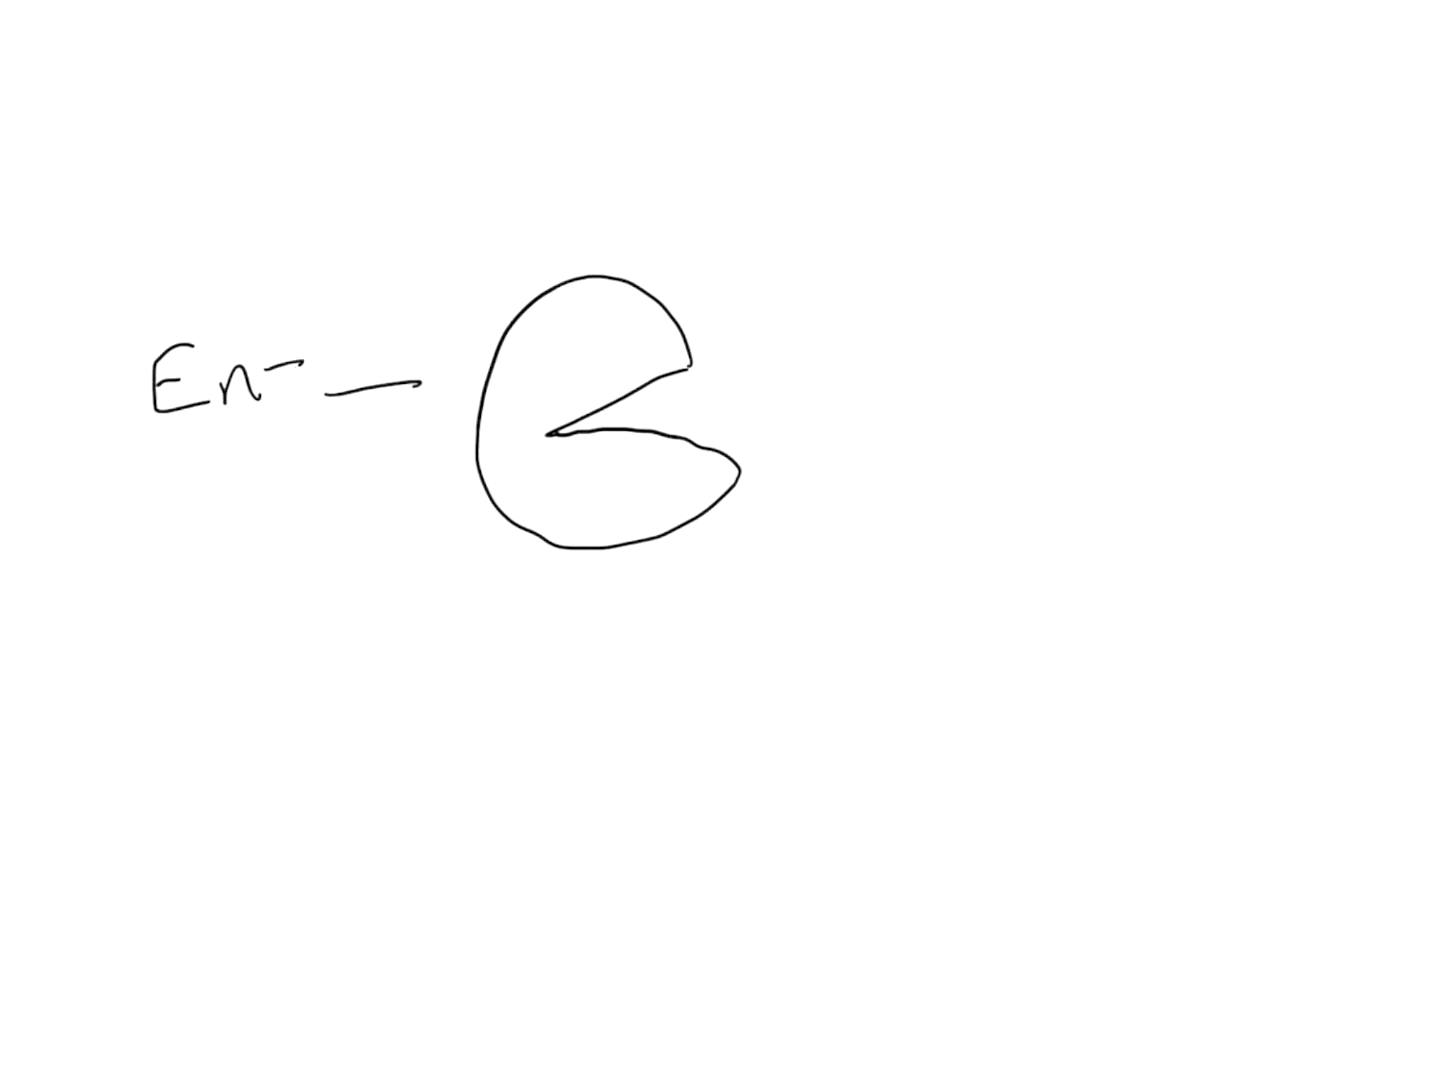 En- —